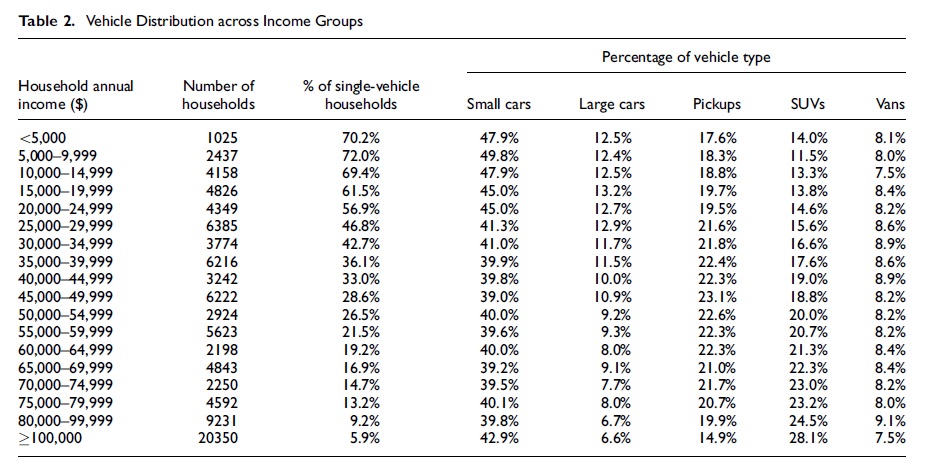 Table 2. Vehicle Distribution across Income Groups
Percentage of vehicle type
Household annual income ($) Number of households % of single-vehicle households Small cars Large cars Pickups SUVs Vans
<5,000 1025 70.2% 47.9% 12.5% 17.6% 14.0% 8.1%
5,000–9,999 2437 72.0% 49.8% 12.4% 18.3% 11.5% 8.0%
10,000–14,999 4158 69.4% 47.9% 12.5% 18.8% 13.3% 7.5%
15,000–19,999 4826 61.5% 45.0% 13.2% 19.7% 13.8% 8.4%
20,000–24,999 4349 56.9% 45.0% 12.7% 19.5% 14.6% 8.2%
25,000–29,999 6385 46.8% 41.3% 12.9% 21.6% 15.6% 8.6%
30,000–34,999 3774 42.7% 41.0% 11.7% 21.8% 16.6% 8.9%
35,000–39,999 6216 36.1% 39.9% 11.5% 22.4% 17.6% 8.6%
40,000–44,999 3242 33.0% 39.8% 10.0% 22.3% 19.0% 8.9%
45,000–49,999 6222 28.6% 39.0% 10.9% 23.1% 18.8% 8.2%
50,000–54,999 2924 26.5% 40.0% 9.2% 22.6% 20.0% 8.2%
55,000–59,999 5623 21.5% 39.6% 9.3% 22.3% 20.7% 8.2%
60,000–64,999 2198 19.2% 40.0% 8.0% 22.3% 21.3% 8.4%
65,000–69,999 4843 16.9% 39.2% 9.1% 21.0% 22.3% 8.4%
70,000–74,999 2250 14.7% 39.5% 7.7% 21.7% 23.0% 8.2%
75,000–79,999 4592 13.2% 40.1% 8.0% 20.7% 23.2% 8.0%
80,000–99,999 9231 9.2% 39.8% 6.7% 19.9% 24.5% 9.1%
≥100,000 20350 5.9% 42.9% 6.6% 14.9% 28.1% 7.5%